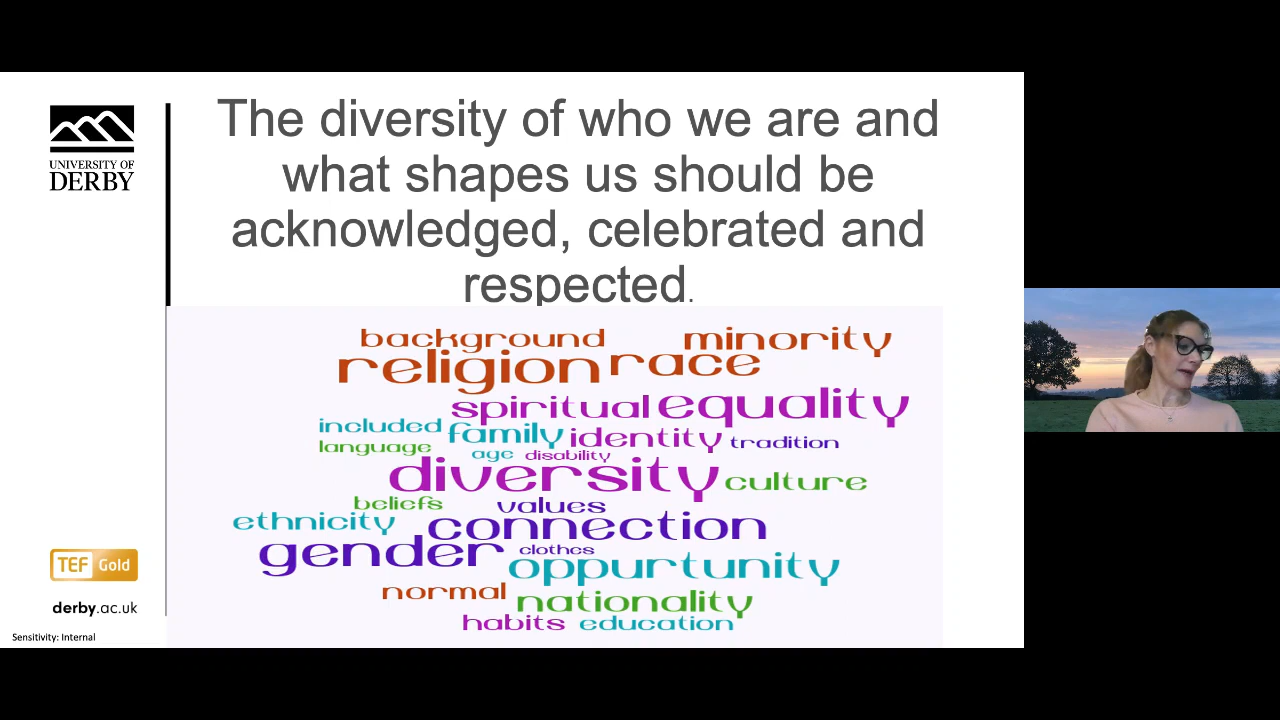 UNIVERSITY OF
DERBY
The diversity of who we are and
what shapes us should be
acknowledged, celebrated and
respected.
background minority
religion race
spiritual equality
included family identity tradition
language age disability
diversity culture
beliefs values
ethnicity connection
gender clothes
oppurtunity
normal nationality
habits education
TEF Gold
derby.ac.uk
Sensitivity: Internal